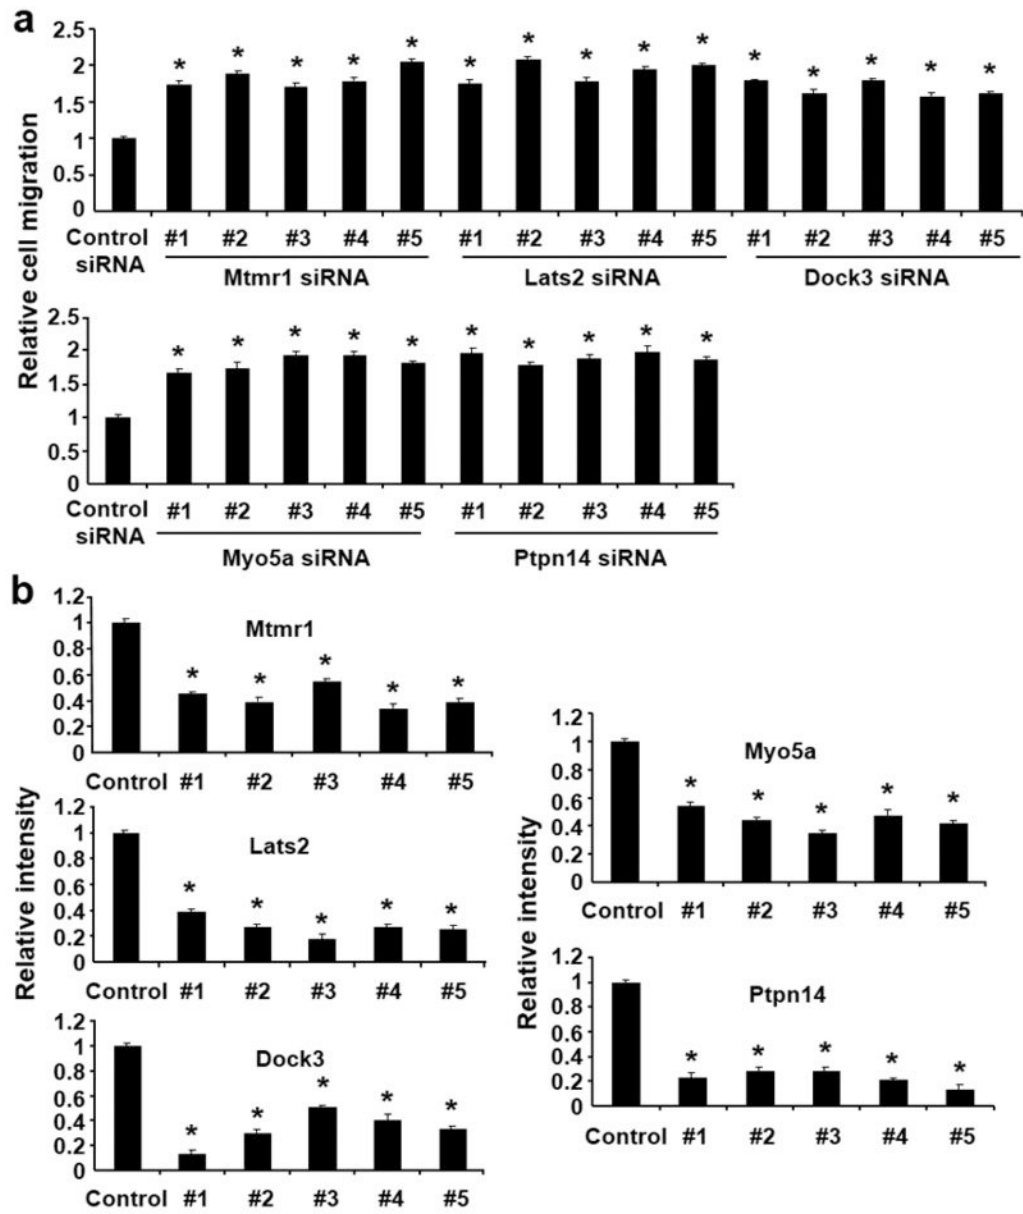 a
Relative cell migration
2.5
2
1.5
1
0.5
0
* * * * * * * * * * * * * * *
Control siRNA #1 #2 #3 #4 #5 #1 #2 #3 #4 #5 #1 #2 #3 #4 #5
Mtmr1 siRNA Lats2 siRNA Dock3 siRNA
2.5
2
1.5
1
0.5
0
* * * * * * * * * *
Control siRNA #1 #2 #3 #4 #5 #1 #2 #3 #4 #5
Myo5a siRNA Ptpn14 siRNA
b
Relative intensity
1.2
1
0.8
0.6
0.4
0.2
0
Mtmr1
* * * * *
Control #1 #2 #3 #4 #5
1.2
1
0.8
0.6
0.4
0.2
0
Lats2
* * * * *
Control #1 #2 #3 #4 #5
1.2
1
0.8
0.6
0.4
0.2
0
Dock3
* * * * *
Control #1 #2 #3 #4 #5
Relative intensity
1.2
1
0.8
0.6
0.4
0.2
0
Myo5a
* * * * *
Control #1 #2 #3 #4 #5
1.2
1
0.8
0.6
0.4
0.2
0
Ptpn14
* * * * *
Control #1 #2 #3 #4 #5